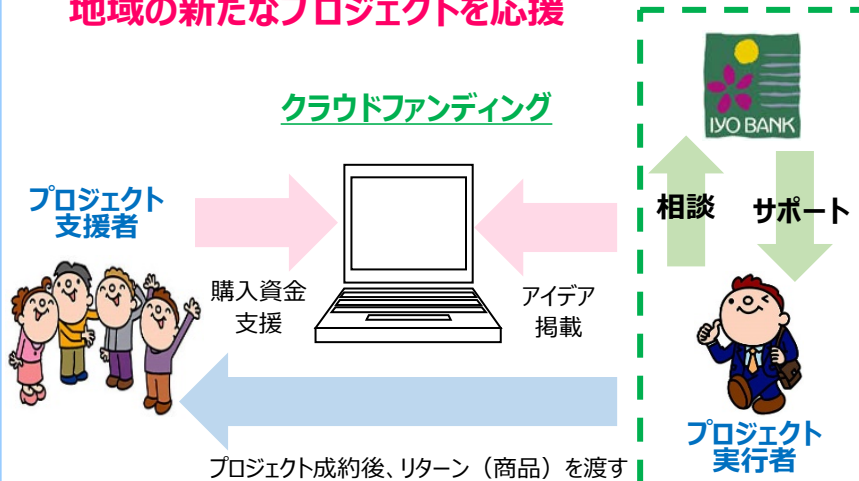 地域の新たなプロジェクトを応援
クラウドファンディング
IYO BANK
プロジェクト
支援者
相談
サポート
購入資金
支援
アイデア
掲載
プロジェクト
実行者
プロジェクト成約後、リターン（商品）を渡す